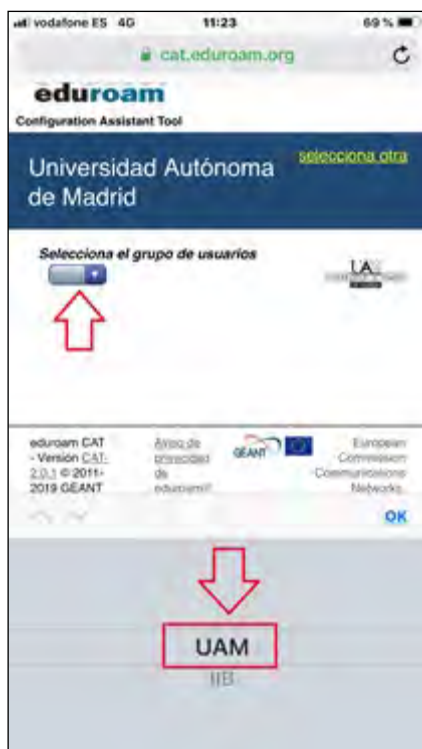 vodafone ES 4G 11:23 69 %
cat.eduroam.org
eduroam
Configuration Assistant Tool
Universidad Autónoma
de Madrid
selecciona otra
Selecciona el grupo de usuarios
UAM
eduroam CAT
- Versión CAT-
2.0.1 © 2011-
2019 GÉANT
Aviso de
privacidad
de
eduroam®
GÉANT
European
Commission
Communications
Networks
OK
UAM
IIB